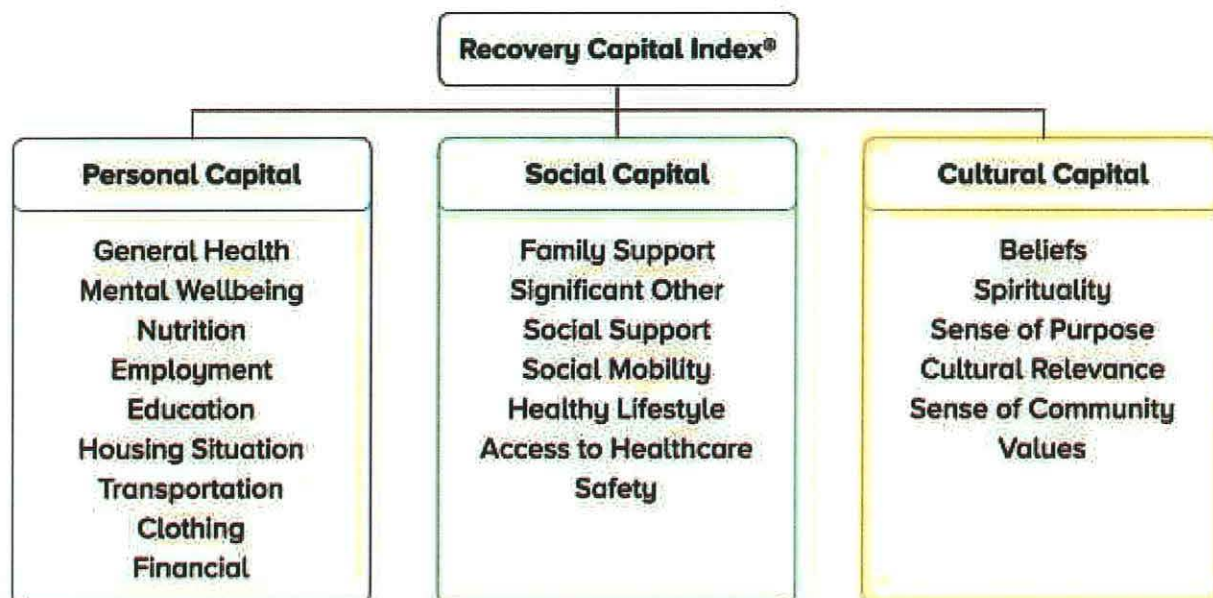 Recovery Capital Index®
Personal Capital
General Health
Mental Wellbeing
Nutrition
Employment
Education
Housing Situation
Transportation
Clothing
Financial
Social Capital
Family Support
Significant Other
Social Support
Social Mobility
Healthy Lifestyle
Access to Healthcare
Safety
Cultural Capital
Beliefs
Spirituality
Sense of Purpose
Cultural Relevance
Sense of Community
Values